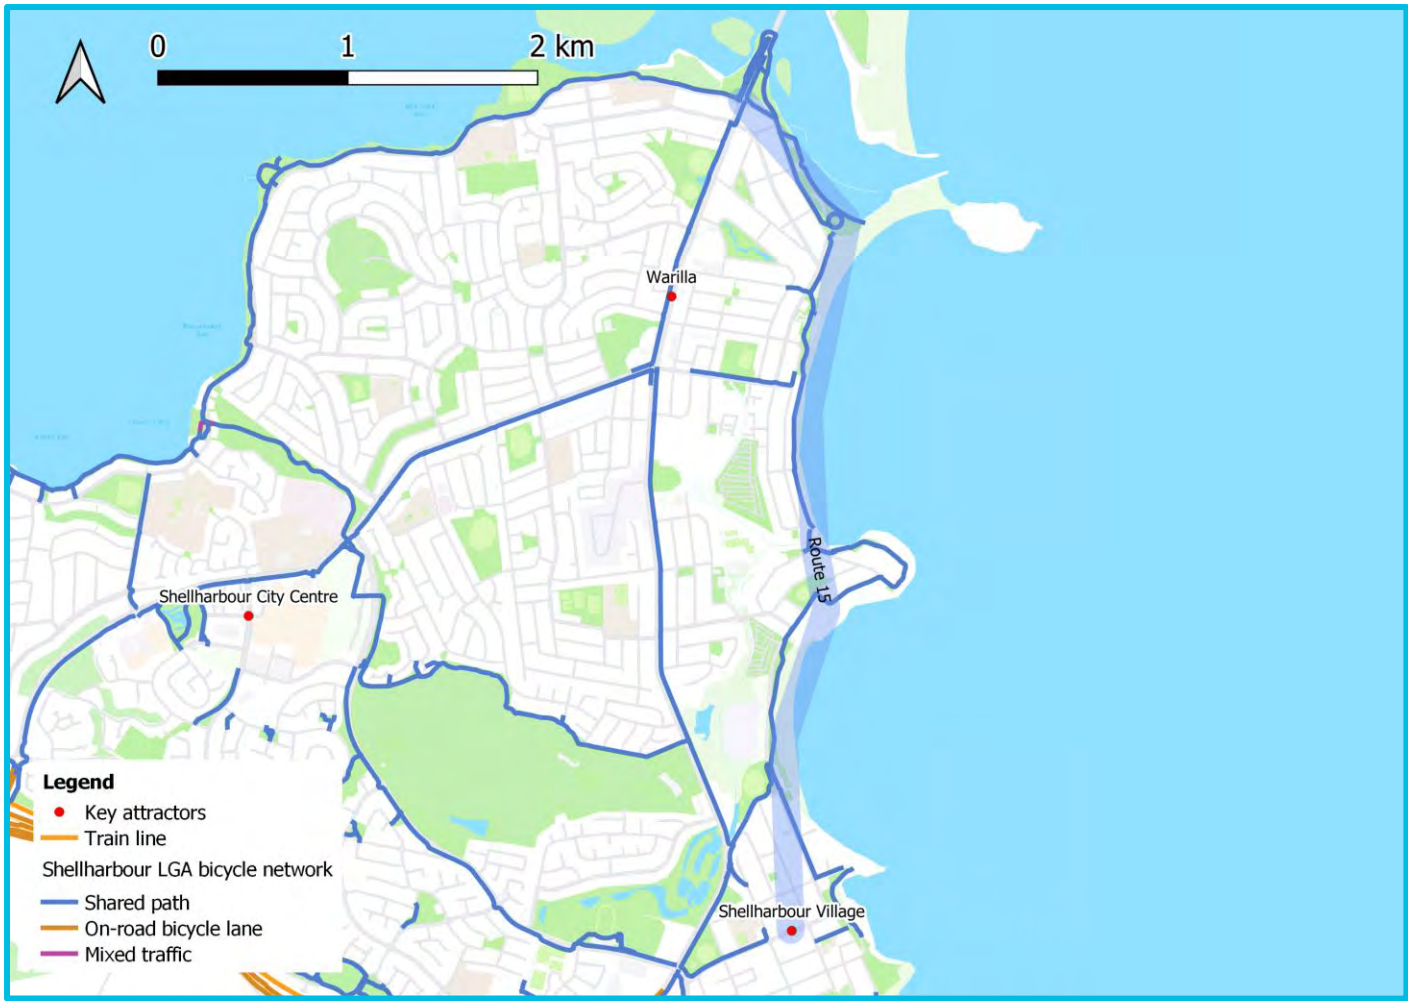 0 1 2 km
Warilla
Route 15
Shellharbour City Centre
Shellharbour Village
Legend
Key attractors
Train line
Shellharbour LGA bicycle network
Shared path
On-road bicycle lane
Mixed traffic